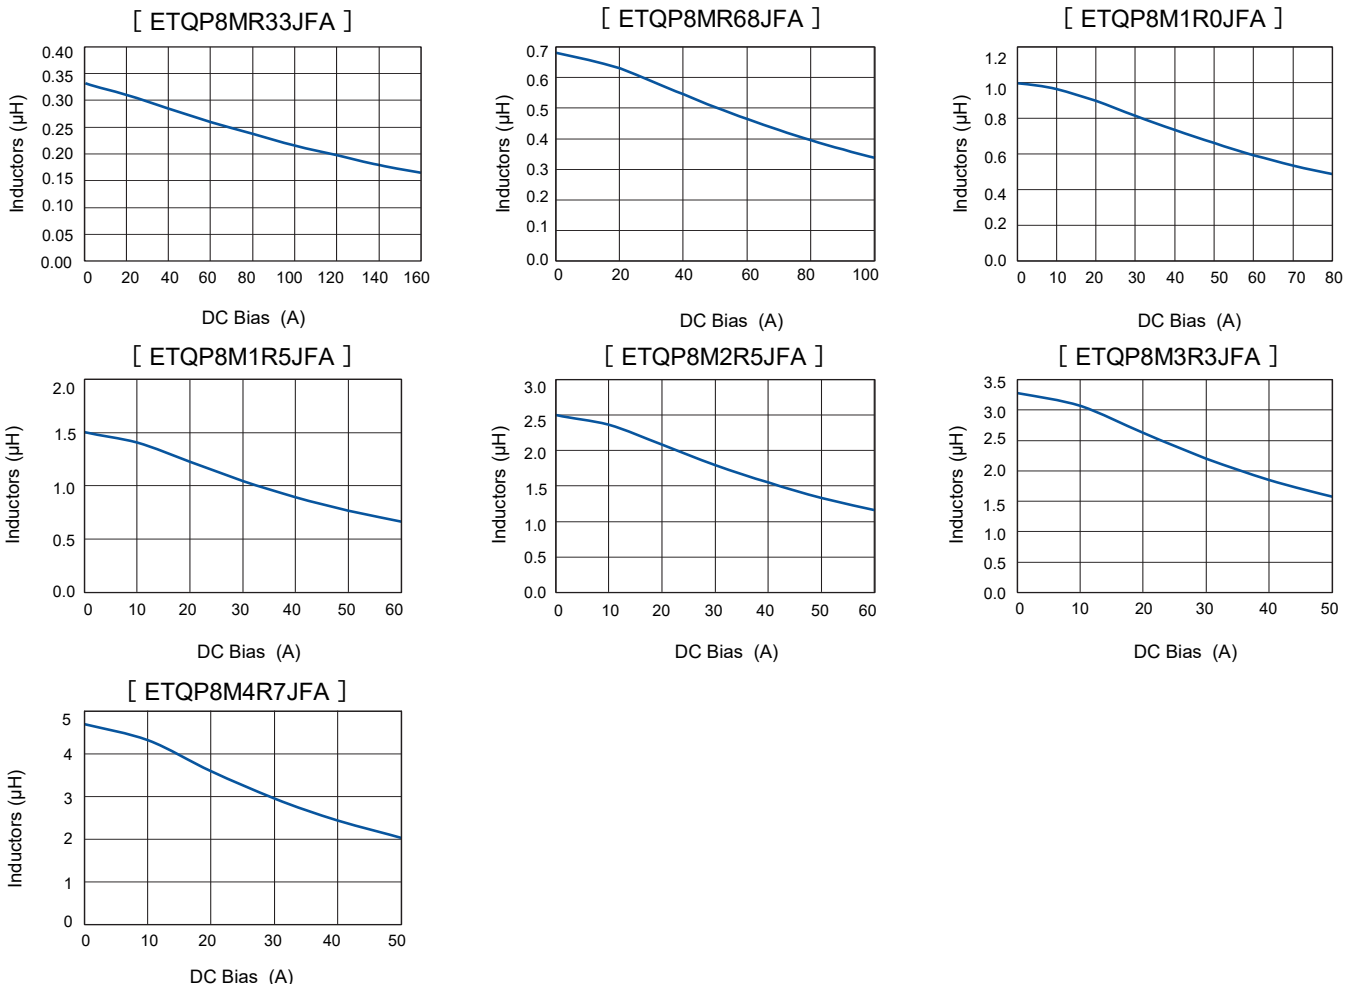 [ ETQP8MR33JFA ]
Inductors (µH)
0.40
0.35
0.30
0.25
0.20
0.15
0.10
0.05
0.00
0 20 40 60 80 100 120 140 160
DC Bias (A)
[ ETQP8MR68JFA ]
Inductors (µH)
0.7
0.6
0.5
0.4
0.3
0.2
0.1
0.0
0 20 40 60 80 100
DC Bias (A)
[ ETQP8M1R0JFA ]
Inductors (µH)
1.2
1.0
0.8
0.6
0.4
0.2
0.0
0 10 20 30 40 50 60 70 80
DC Bias (A)
[ ETQP8M1R5JFA ]
Inductors (µH)
2.0
1.5
1.0
0.5
0.0
0 10 20 30 40 50 60
DC Bias (A)
[ ETQP8M2R5JFA ]
Inductors (µH)
3.0
2.5
2.0
1.5
1.0
0.5
0.0
0 10 20 30 40 50 60
DC Bias (A)
[ ETQP8M3R3JFA ]
Inductors (µH)
3.5
3.0
2.5
2.0
1.5
1.0
0.5
0.0
0 10 20 30 40 50
DC Bias (A)
[ ETQP8M4R7JFA ]
Inductors (µH)
5
4
3
2
1
0
0 10 20 30 40 50
DC Bias (A)